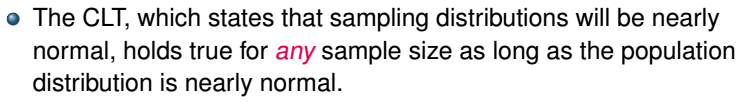 The CLT, which states that sampling distributions will be nearly
normal, holds true for any sample size as long as the population
distribution is nearly normal.